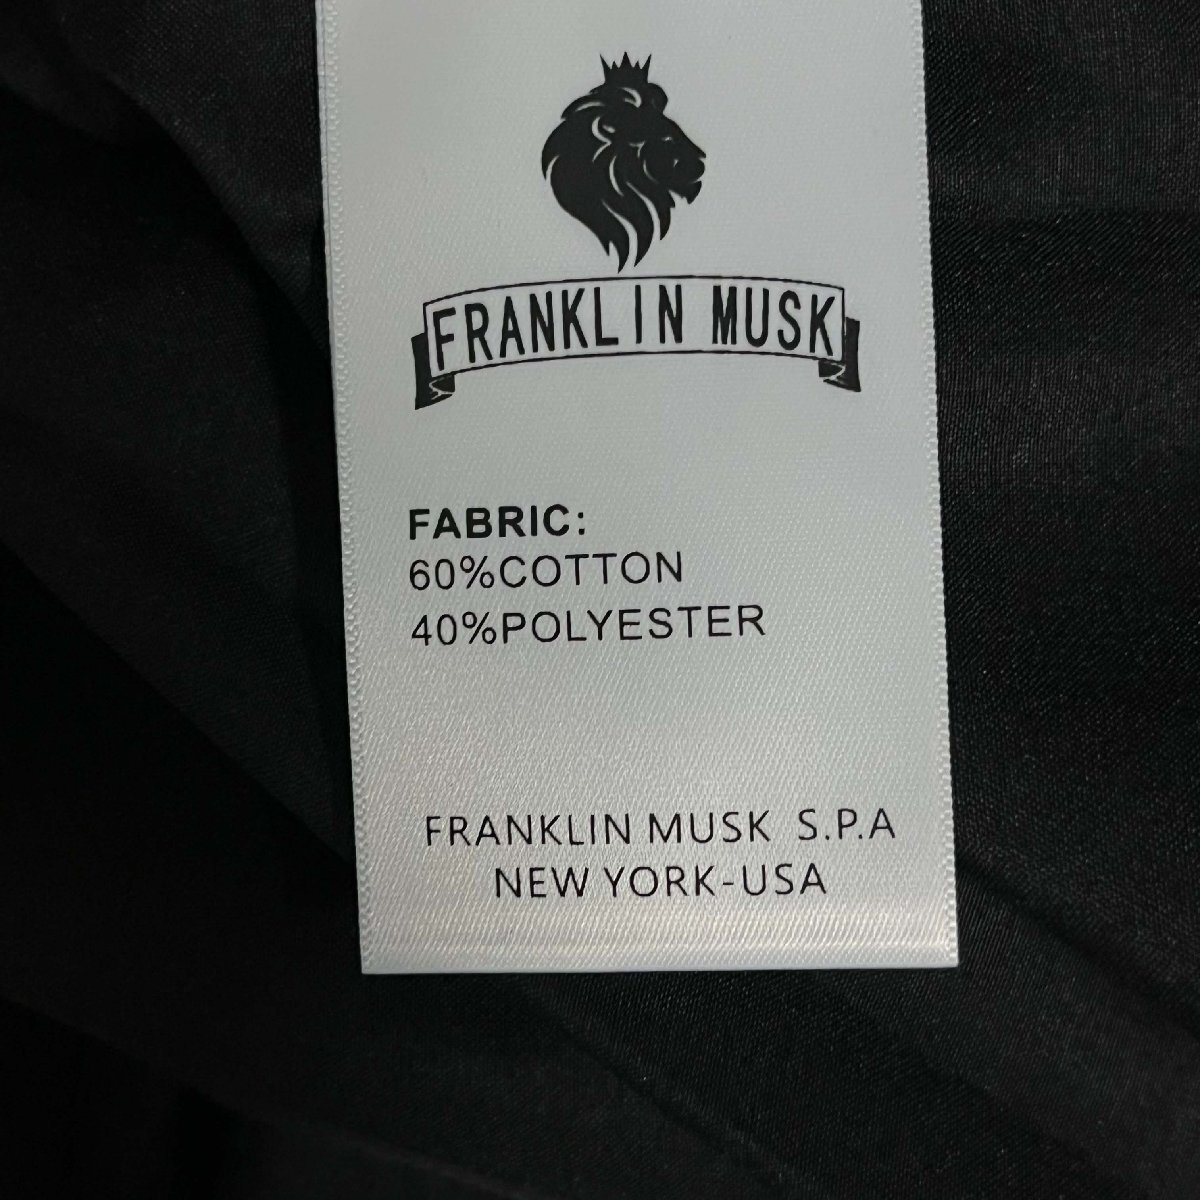 FRANKLIN MUSK
FABRIC:
60%COTTON
40%POLYESTER
FRANKLIN MUSK S.P.A
NEW YORK-USA